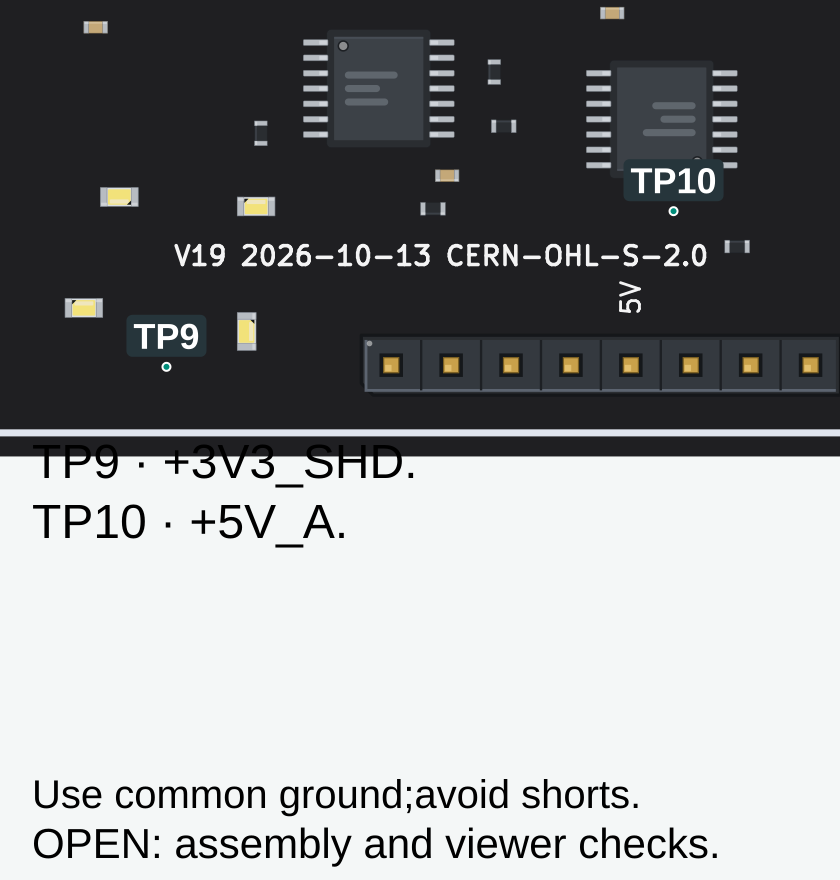 TP10
V19 2026-10-13 CERN-OHL-S-2.0
5V
TP9
TP9 · +3V3_SHD.
TP10 · +5V_A.
Use common ground;avoid shorts.
OPEN: assembly and viewer checks.